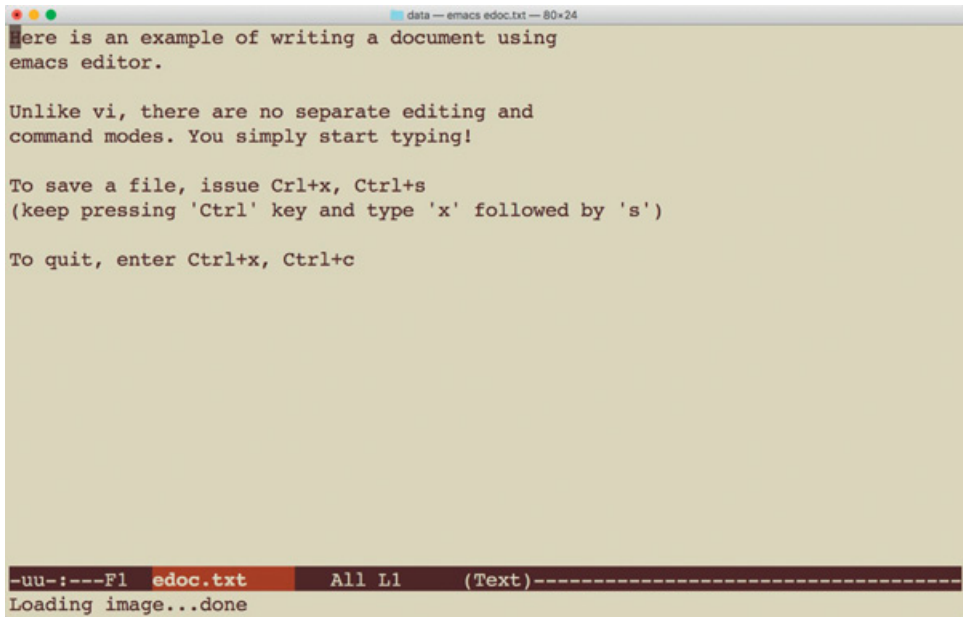 data — emacs edoc.txt — 80×24
Here is an example of writing a document using
emacs editor.
Unlike vi, there are no separate editing and
command modes. You simply start typing!
To save a file, issue Crl+x, Ctrl+s
(keep pressing 'Ctrl' key and type 'x' followed by 's')
To quit, enter Ctrl+x, Ctrl+c
-uu-:---F1  edoc.txt      All L1     (Text)------------------------------------
Loading image...done